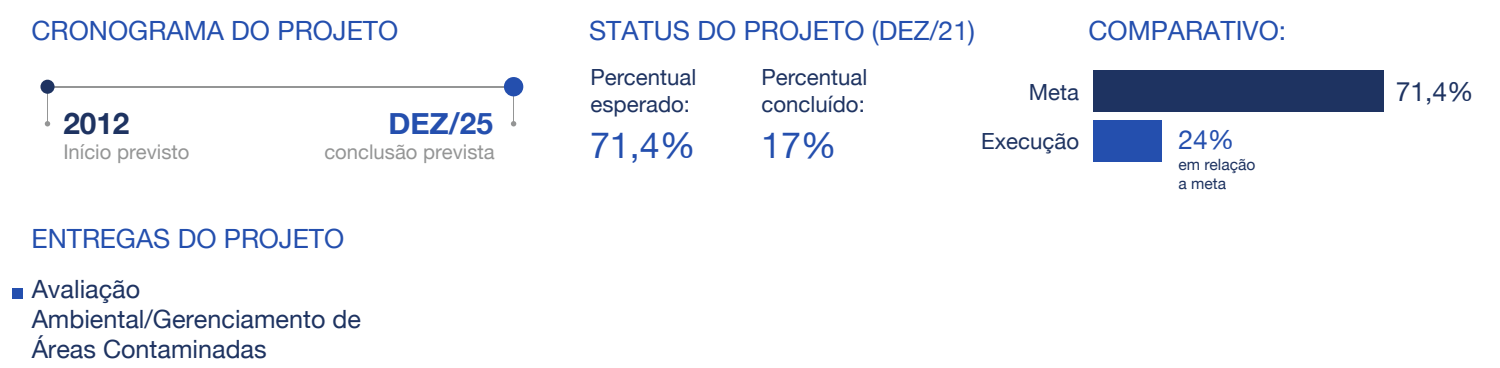 CRONOGRAMA DO PROJETO
2012
Início previsto
DEZ/25
conclusão prevista
STATUS DO PROJETO (DEZ/21)
Percentual
esperado:
71,4%
Percentual
concluído:
17%
COMPARATIVO:
Meta
71,4%
Execução
24%
em relação
a meta
ENTREGAS DO PROJETO
Avaliação
Ambiental/Gerenciamento de
Áreas Contaminadas